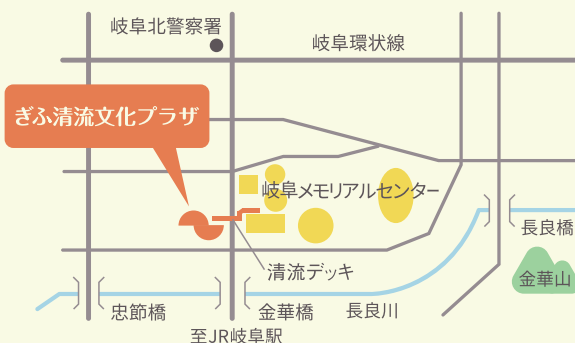 岐阜北警察署
岐阜環状線
ぎふ清流文化プラザ
岐阜メモリアルセンター
長良橋
清流デッキ
金華山
忠節橋
金華橋
長良川
至JR岐阜駅